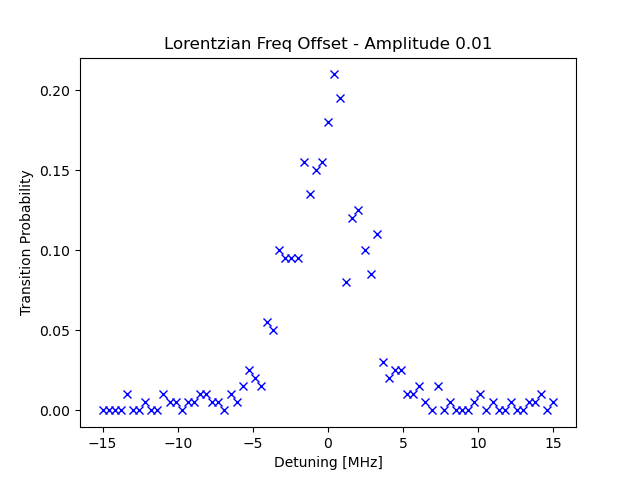 Lorentzian Freq Offset - Amplitude 0.01
0.20
0.15
0.10
0.05
0.00
Transition Probability
−15 −10 −5 0 5 10 15
Detuning [MHz]